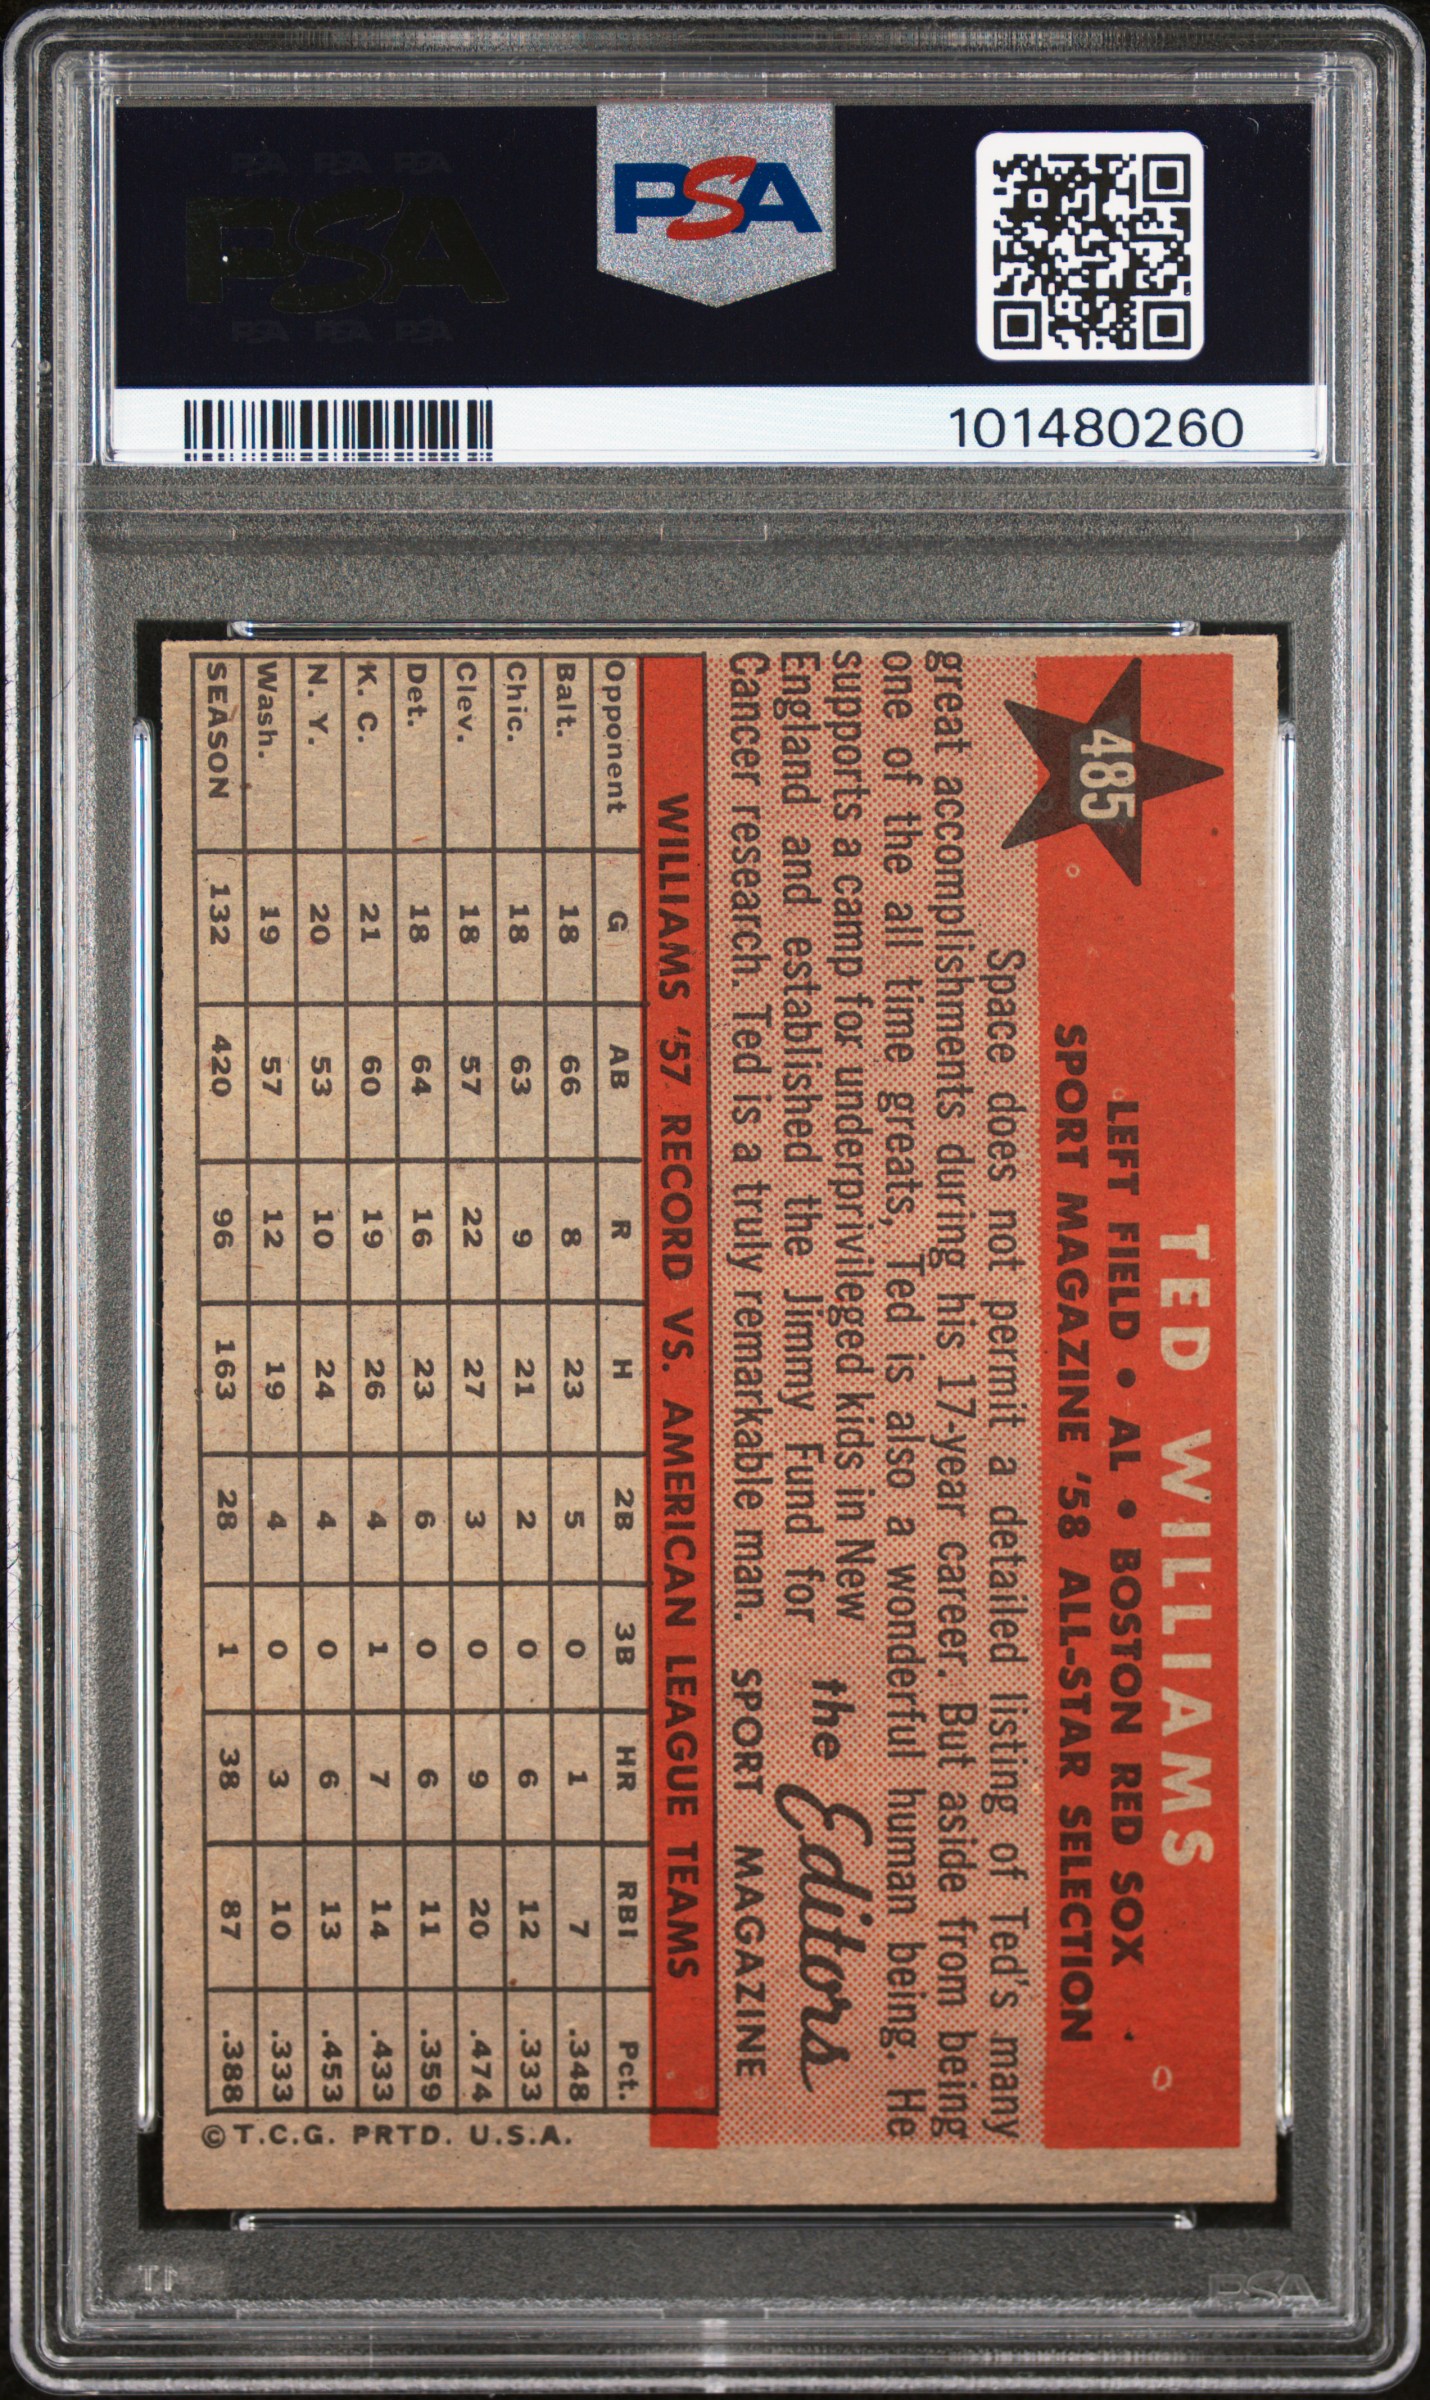 PSA PSA PSA
PSA
PSA PSA PSA
PSA
101480260
485
TED WILLIAMS
LEFT FIELD • AL • BOSTON RED SOX
SPORT MAGAZINE '58 ALL-STAR SELECTION
Space does not permit a detailed listing of Ted's many
great accomplishments during his 17-year career. But aside from being
one of the all time greats, Ted is also a wonderful human being. He
supports a camp for underprivileged kids in New
England and established the Jimmy Fund for
Cancer research. Ted is a truly remarkable man.
the Editors
SPORT MAGAZINE
WILLIAMS '57 RECORD VS. AMERICAN LEAGUE TEAMS
Opponent G AB R H 2B 3B HR RBI Pct.
Balt. 18 66 8 23 5 0 1 7 .348
Chic. 18 63 9 21 2 0 6 12 .333
Clev. 18 57 22 27 3 0 9 20 .474
Det. 18 64 16 23 6 0 6 11 .359
K. C. 21 60 19 26 4 1 7 14 .433
N. Y. 20 53 10 24 4 0 6 13 .453
Wash. 19 57 12 19 4 0 3 10 .333
SEASON 132 420 96 163 28 1 38 87 .388
© T.C.G. PRTD. U.S.A.
PSA